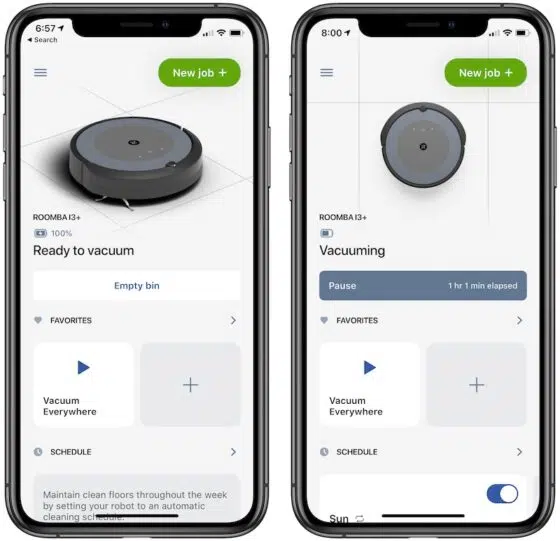 6:57
Search
New job +
ROOMBA I3+
100%
Ready to vacuum
Empty bin
FAVORITES
Vacuum
Everywhere
SCHEDULE
Maintain clean floors throughout the week
by setting your robot to an automatic
cleaning schedule.
8:00
New job +
ROOMBA I3+
Vacuuming
Pause
1 hr 1 min elapsed
FAVORITES
Vacuum
Everywhere
SCHEDULE
Sun